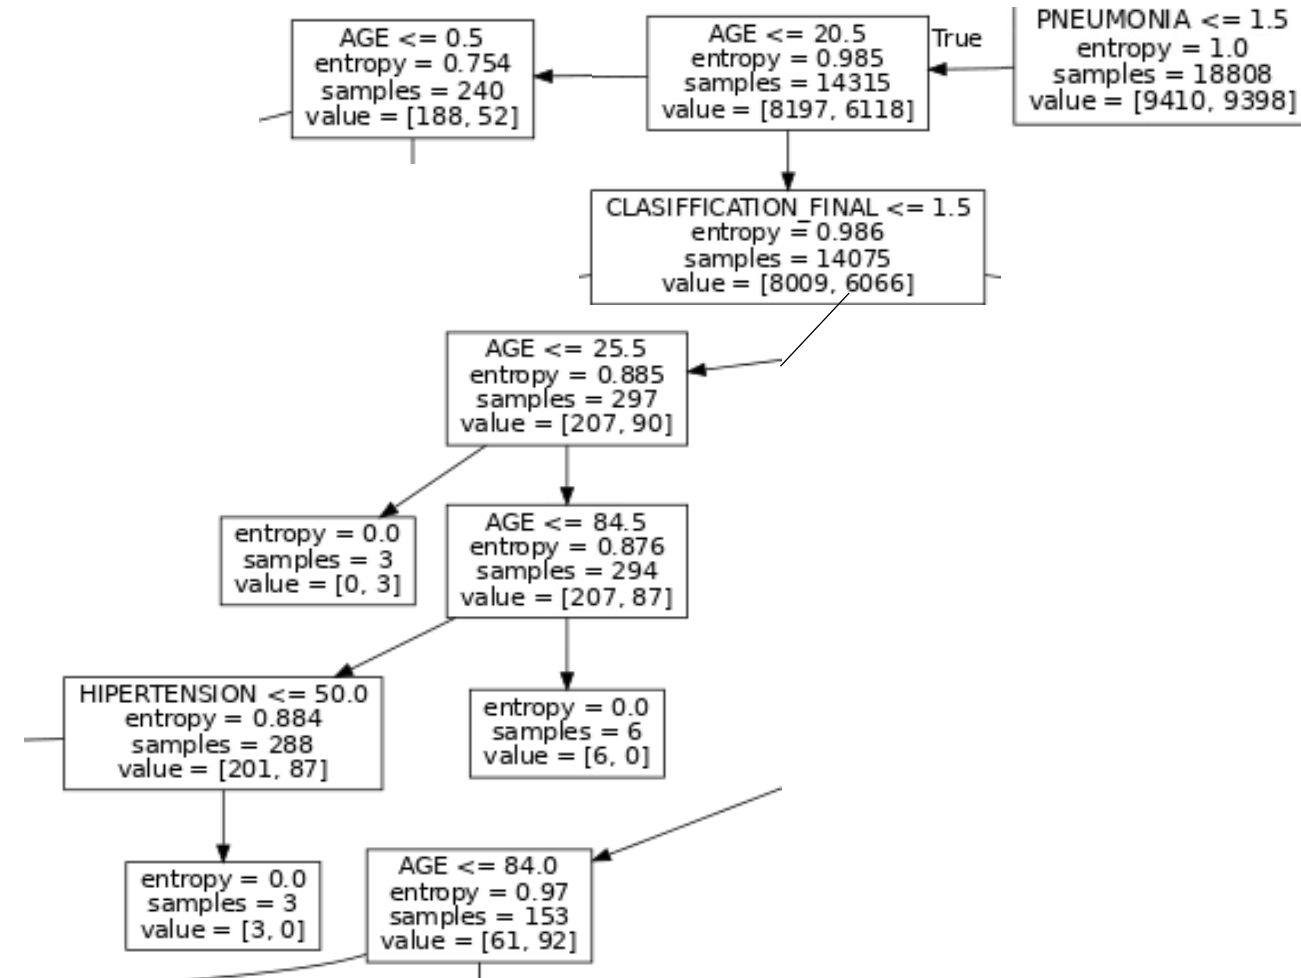 AGE <= 0.5
entropy = 0.754
samples = 240
value = [188, 52]
AGE <= 20.5
entropy = 0.985
samples = 14315
value = [8197, 6118]
True
PNEUMONIA <= 1.5
entropy = 1.0
samples = 18808
value = [9410, 9398]
CLASIFFICATION_FINAL <= 1.5
entropy = 0.986
samples = 14075
value = [8009, 6066]
AGE <= 25.5
entropy = 0.885
samples = 297
value = [207, 90]
entropy = 0.0
samples = 3
value = [0, 3]
AGE <= 84.5
entropy = 0.876
samples = 294
value = [207, 87]
HIPERTENSION <= 50.0
entropy = 0.884
samples = 288
value = [201, 87]
entropy = 0.0
samples = 6
value = [6, 0]
entropy = 0.0
samples = 3
value = [3, 0]
AGE <= 84.0
entropy = 0.97
samples = 153
value = [61, 92]